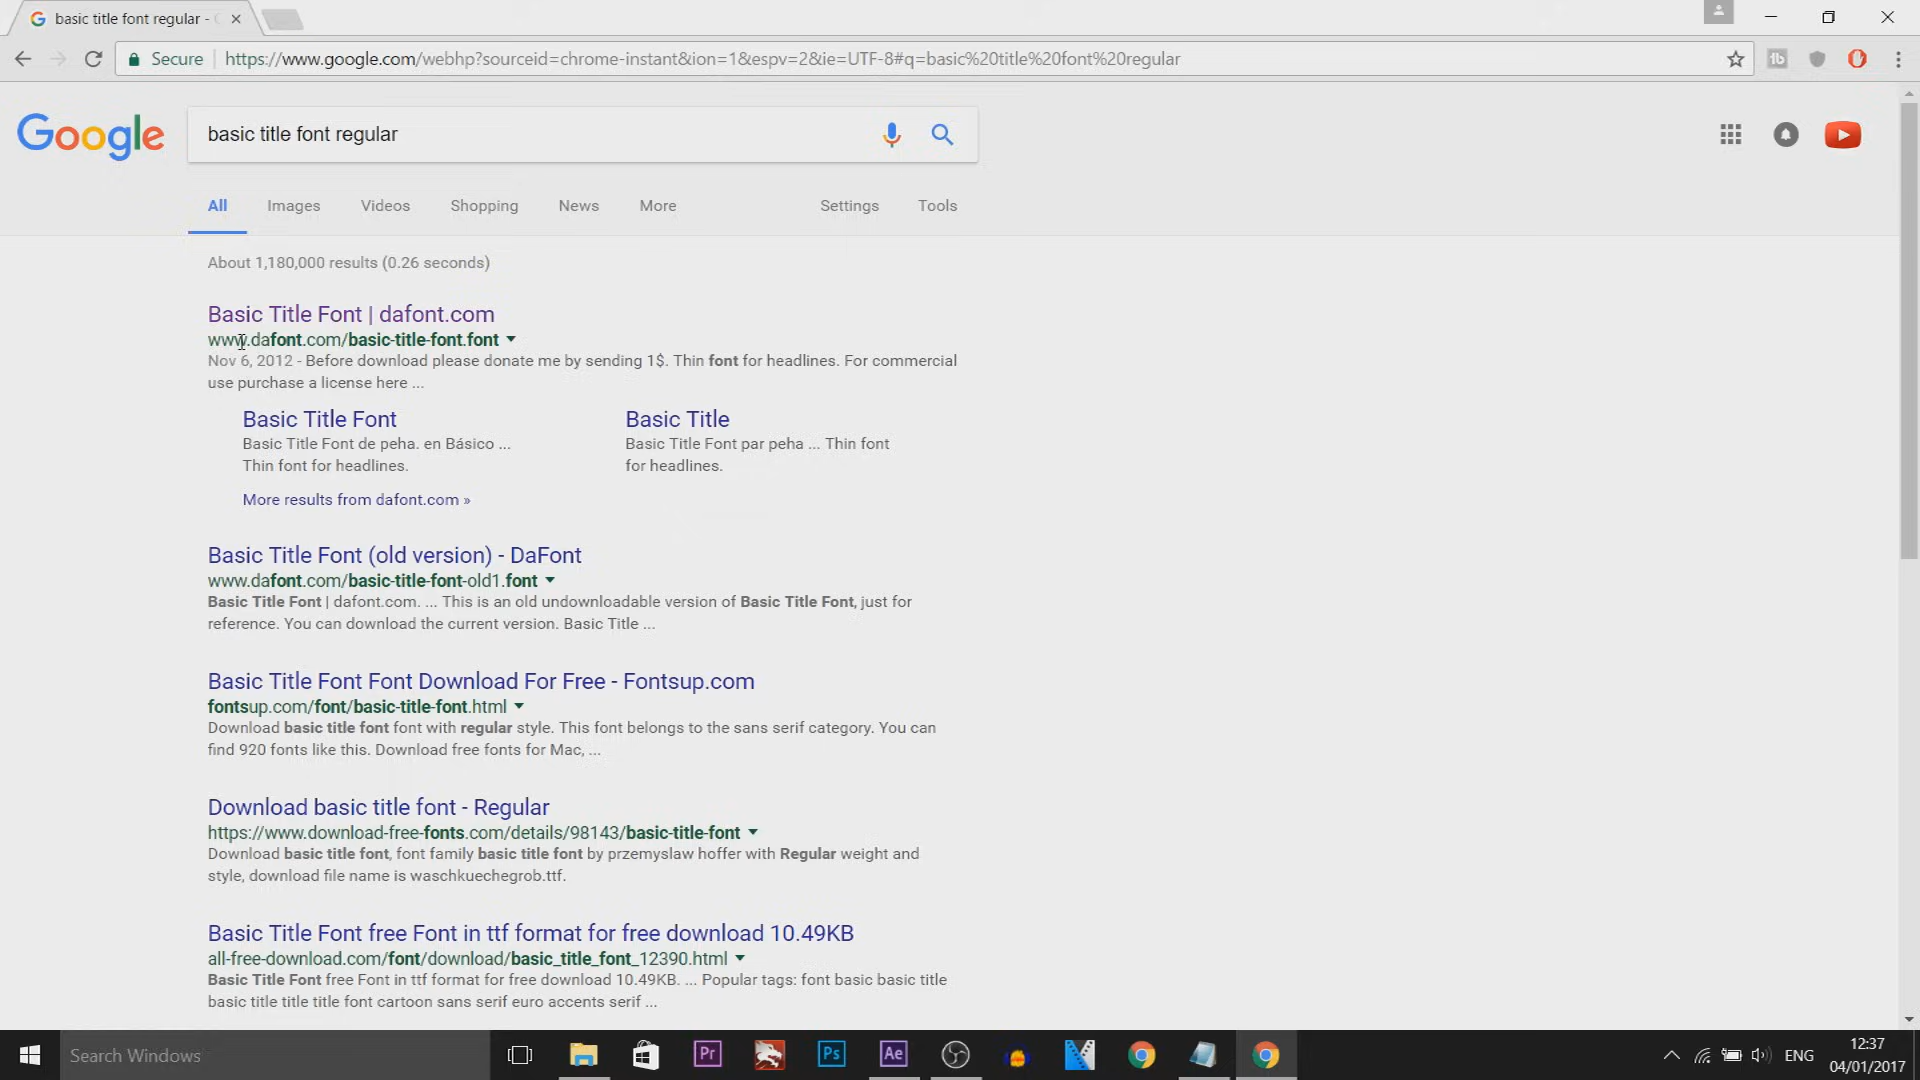 basic title font regular -
Secure
https://www.google.com/webhp?sourceid=chrome-instant&ion=1&espv=2&ie=UTF-8#q=basic%20title%20font%20regular
Google
basic title font regular
All Images Videos Shopping News More Settings Tools
About 1,180,000 results (0.26 seconds)
Basic Title Font | dafont.com
www.dafont.com/basic-title-font.font
Nov 6, 2012 - Before download please donate me by sending 1$. Thin font for headlines. For commercial
use purchase a license here ...
Basic Title Font
Basic Title Font de peha. en Básico ...
Thin font for headlines.
Basic Title
Basic Title Font par peha ... Thin font
for headlines.
More results from dafont.com »
Basic Title Font (old version) - DaFont
www.dafont.com/basic-title-font-old1.font
Basic Title Font | dafont.com. ... This is an old undownloadable version of Basic Title Font, just for
reference. You can download the current version. Basic Title ...
Basic Title Font Font Download For Free - Fontsup.com
fontsup.com/font/basic-title-font.html
Download basic title font font with regular style. This font belongs to the sans serif category. You can
find 920 fonts like this. Download free fonts for Mac, ...
Download basic title font - Regular
https://www.download-free-fonts.com/details/98143/basic-title-font
Download basic title font, font family basic title font by przemyslaw hoffer with Regular weight and
style, download file name is waschkuechegrob.ttf.
Basic Title Font free Font in ttf format for free download 10.49KB
all-free-download.com/font/download/basic_title_font_12390.html
Basic Title Font free Font in ttf format for free download 10.49KB. ... Popular tags: font basic basic title
basic title title title font cartoon sans serif euro accents serif ...
Search Windows
Pr
Ps
Ae
ENG
12:37
04/01/2017